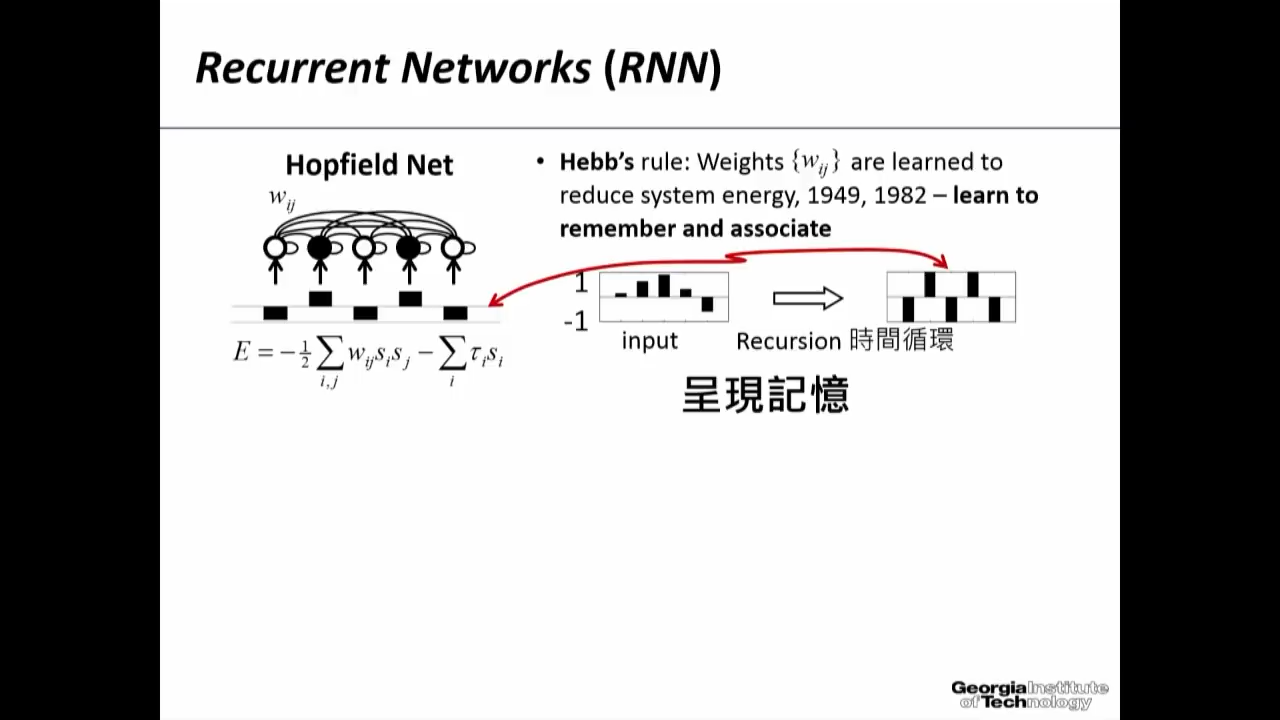 Recurrent Networks (RNN)
Hopfield Net
w_ij
E = -1/2 ∑_{i,j} w_ij s_i s_j - ∑_i τ_i s_i
• Hebb's rule: Weights {w_ij} are learned to
reduce system energy, 1949, 1982 – learn to
remember and associate
1
-1
input
Recursion 時間循環
呈現記憶
Georgia Institute
of Technology